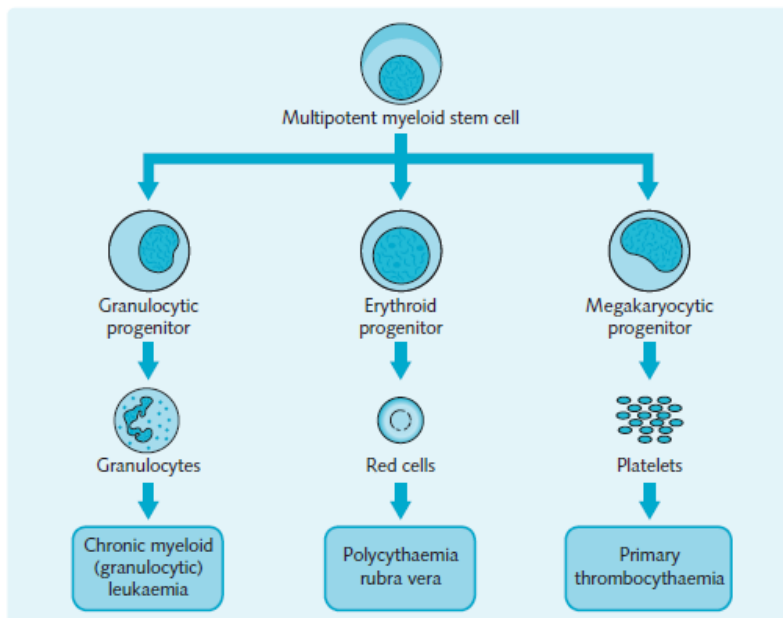 Multipotent myeloid stem cell
Granulocytic
progenitor
Erythroid
progenitor
Megakaryocytic
progenitor
Granulocytes
Red cells
Platelets
Chronic myeloid
(granulocytic)
leukaemia
Polycythaemia
rubra vera
Primary
thrombocythaemia